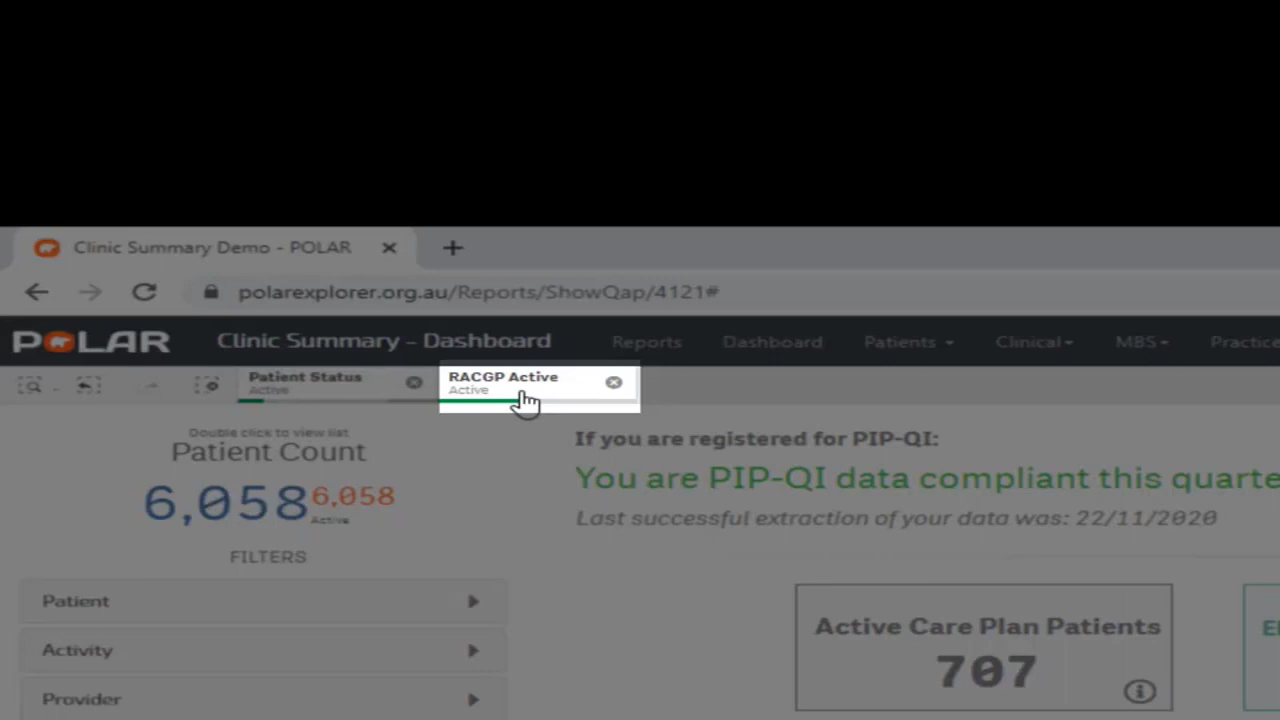 Clinic Summary Demo - POLAR
polarexplorer.org.au/Reports/ShowQap/4121#
POLAR Clinic Summary – Dashboard Reports Dashboard Patients Clinical MBS Practice
Patient Status
Active
RACGP Active
Active
Double click to view list
Patient Count
6,058 6,058
Active
FILTERS
Patient
Activity
Provider
If you are registered for PIP-QI:
You are PIP-QI data compliant this quarte
Last successful extraction of your data was: 22/11/2020
Active Care Plan Patients
707